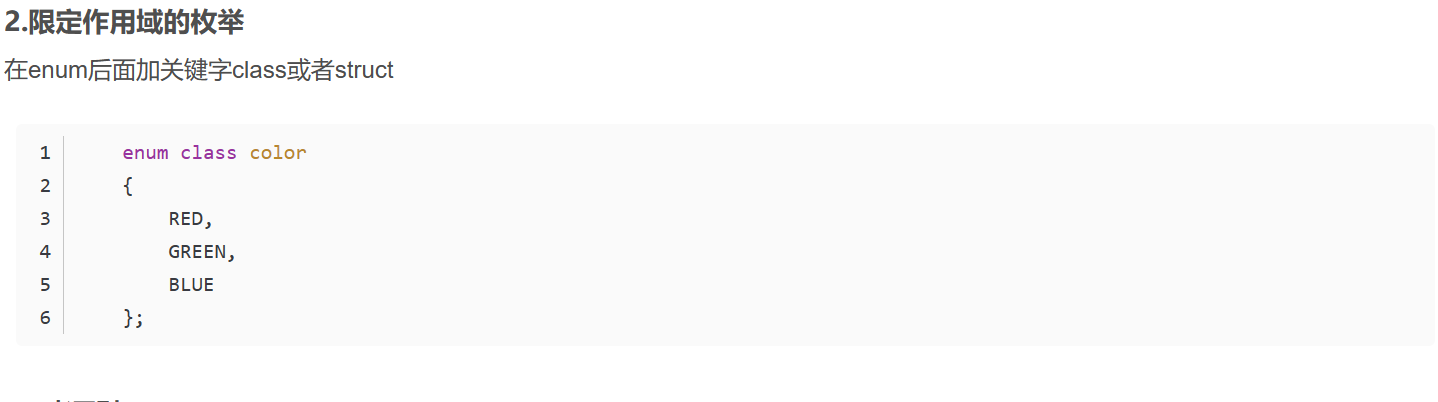 2.限定作用域的枚举
在enum后面加关键字class或者struct
1 enum class color
2 {
3 RED,
4 GREEN,
5 BLUE
6 };